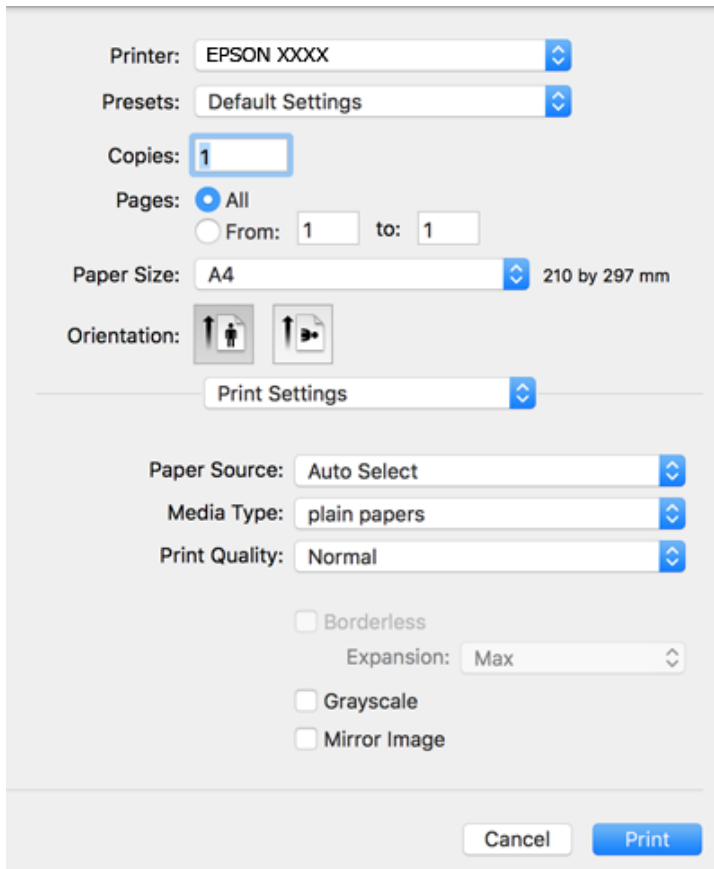 Printer: EPSON XXXX
Presets: Default Settings
Copies: 1
Pages: All
From: 1 to: 1
Paper Size: A4 210 by 297 mm
Orientation:
Print Settings
Paper Source: Auto Select
Media Type: plain papers
Print Quality: Normal
Borderless
Expansion: Max
Grayscale
Mirror Image
Cancel Print